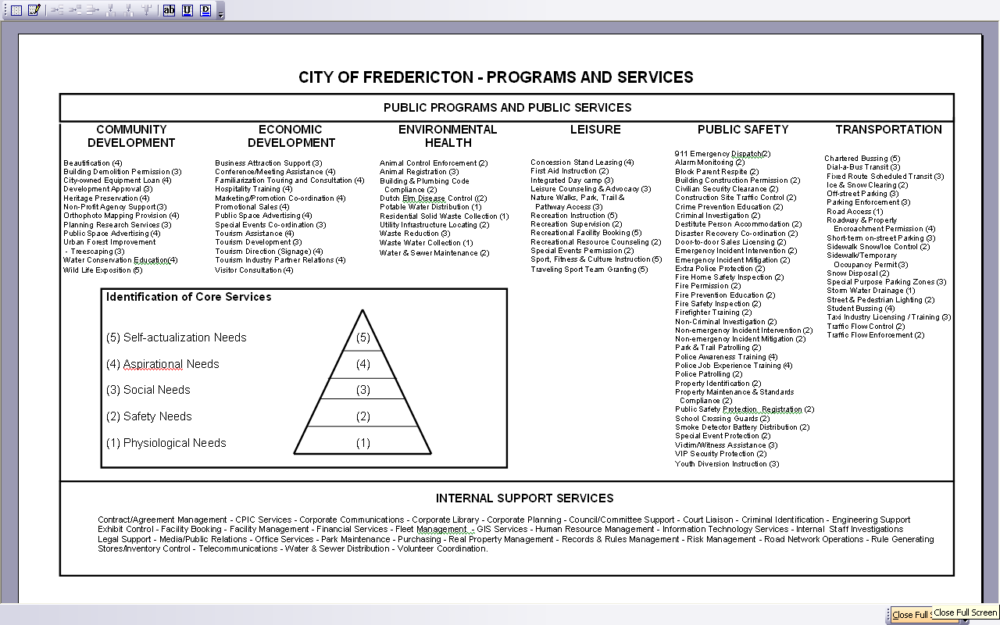 ab U D
CITY OF FREDERICTON - PROGRAMS AND SERVICES
PUBLIC PROGRAMS AND PUBLIC SERVICES
COMMUNITY
DEVELOPMENT
Beautification (4)
Building Demolition Permission (3)
City-owned Equipment Loan (4)
Development Approval (3)
Heritage Preservation (4)
Non-Profit Agency Support(3)
Orthophoto Mapping Provision (4)
Planning Research Services (3)
Public Space Advertising (4)
Urban Forest Improvement
- Treescaping (3)
Water Conservation Education(4)
Wild Life Exposition (5)
ECONOMIC
DEVELOPMENT
Business Attraction Support (3)
Conference/Meeting Assistance (4)
Familiarization Touring and Consultation (4)
Hospitality Training (4)
Marketing/Promotion Co-ordination (4)
Promotional Sales (4)
Public Space Advertising (4)
Special Events Co-ordination (3)
Tourism Assistance (4)
Tourism Development (3)
Tourism Direction (Signage) (4)
Tourism Industry Partner Relations (4)
Visitor Consultation (4)
ENVIRONMENTAL
HEALTH
Animal Control Enforcement (2)
Animal Registration (3)
Building & Plumbing Code
Compliance (2)
Dutch Elm Disease Control ((2)
Potable Water Distribution (1)
Residential Solid Waste Collection (1)
Utility Infrastructure Locating (2)
Waste Reduction (3)
Waste Water Collection (1)
Water & Sewer Maintenance (2)
LEISURE
Concession Stand Leasing (4)
First Aid Instruction (2)
Integrated Day camp (3)
Leisure Counseling & Advocacy (3)
Nature Walks, Park, Trail &
Pathway Access (3)
Recreation Instruction (5)
Recreation Supervision (2)
Recreational Facility Booking (5)
Recreational Resource Counseling (2)
Special Events Permission (2)
Sport, Fitness & Culture Instruction (5)
Traveling Sport Team Granting (5)
PUBLIC SAFETY
911 Emergency Dispatch(2)
Alarm Monitoring (2)
Block Parent Respite (2)
Building Construction Permission (2)
Civilian Security Clearance (2)
Construction Site Traffic Control (2)
Crime Prevention Education (2)
Criminal Investigation (2)
Destitute Person Accommodation (2)
Disaster Recovery Co-ordination (2)
Door-to-door Sales Licensing (2)
Emergency Incident Intervention (2)
Emergency Incident Mitigation (2)
Extra Police Protection (2)
Fire Home Safety Inspection (2)
Fire Permission (2)
Fire Prevention Education (2)
Fire Safety Inspection (2)
Firefighter Training (2)
Non-Criminal Investigation (2)
Non-emergency Incident Intervention (2)
Non-emergency Incident Mitigation (2)
Park & Trail Patrolling (2)
Police Awareness Training (4)
Police Job Experience Training (4)
Police Patrolling (2)
Property Identification (2)
Property Maintenance & Standards
Compliance (2)
Public Safety Protection Registration (2)
School Crossing Guards (2)
Smoke Detector Battery Distribution (2)
Special Event Protection (2)
Victim/Witness Assistance (3)
VIP Security Protection (2)
Youth Diversion Instruction (3)
TRANSPORTATION
Chartered Bussing (5)
Dial-a-Bus Transit (3)
Fixed Route Scheduled Transit (3)
Ice & Snow Clearing (2)
Off-street Parking (3)
Parking Enforcement (3)
Road Access (1)
Roadway & Property
Encroachment Permission (4)
Short-term on-street Parking (3)
Sidewalk Snow/Ice Control (2)
Sidewalk/Temporary
Occupancy Permit (3)
Snow Disposal (2)
Special Purpose Parking Zones (3)
Storm Water Drainage (1)
Street & Pedestrian Lighting (2)
Student Bussing (4)
Taxi Industry Licensing / Training (3)
Traffic Flow Control (2)
Traffic Flow Enforcement (2)
Identification of Core Services
(5) Self-actualization Needs (5)
(4) Aspirational Needs (4)
(3) Social Needs (3)
(2) Safety Needs (2)
(1) Physiological Needs (1)
INTERNAL SUPPORT SERVICES
Contract/Agreement Management - CPIC Services - Corporate Communications - Corporate Library - Corporate Planning - Council/Committee Support - Court Liaison - Criminal Identification - Engineering Support
Exhibit Control - Facility Booking - Facility Management - Financial Services - Fleet Management - GIS Services - Human Resource Management - Information Technology Services - Internal Staff Investigations
Legal Support - Media/Public Relations - Office Services - Park Maintenance - Purchasing - Real Property Management - Records & Rules Management - Risk Management - Road Network Operations - Rule Generating
Stores/Inventory Control - Telecommunications - Water & Sewer Distribution - Volunteer Coordination.
Close Full
Close Full Screen